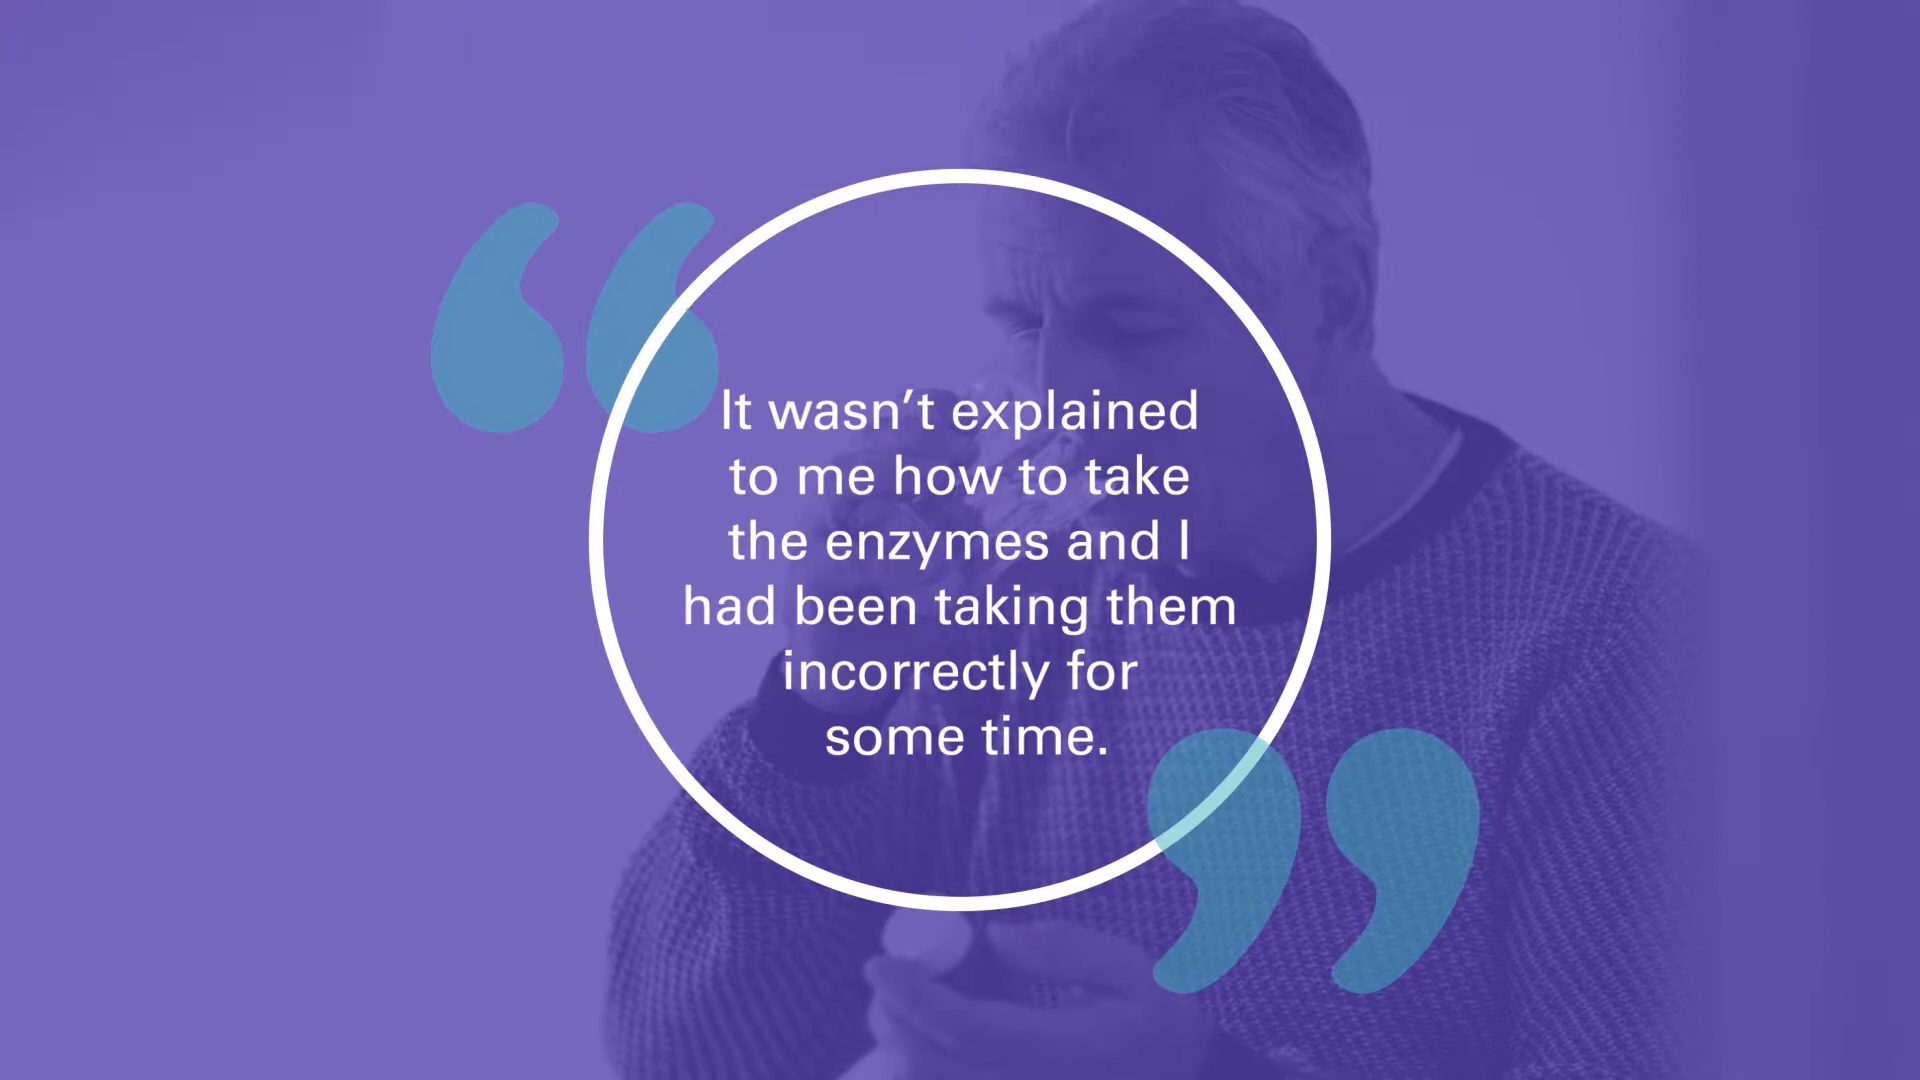 It wasn’t explained
to me how to take
the enzymes and I
had been taking them
incorrectly for
some time.